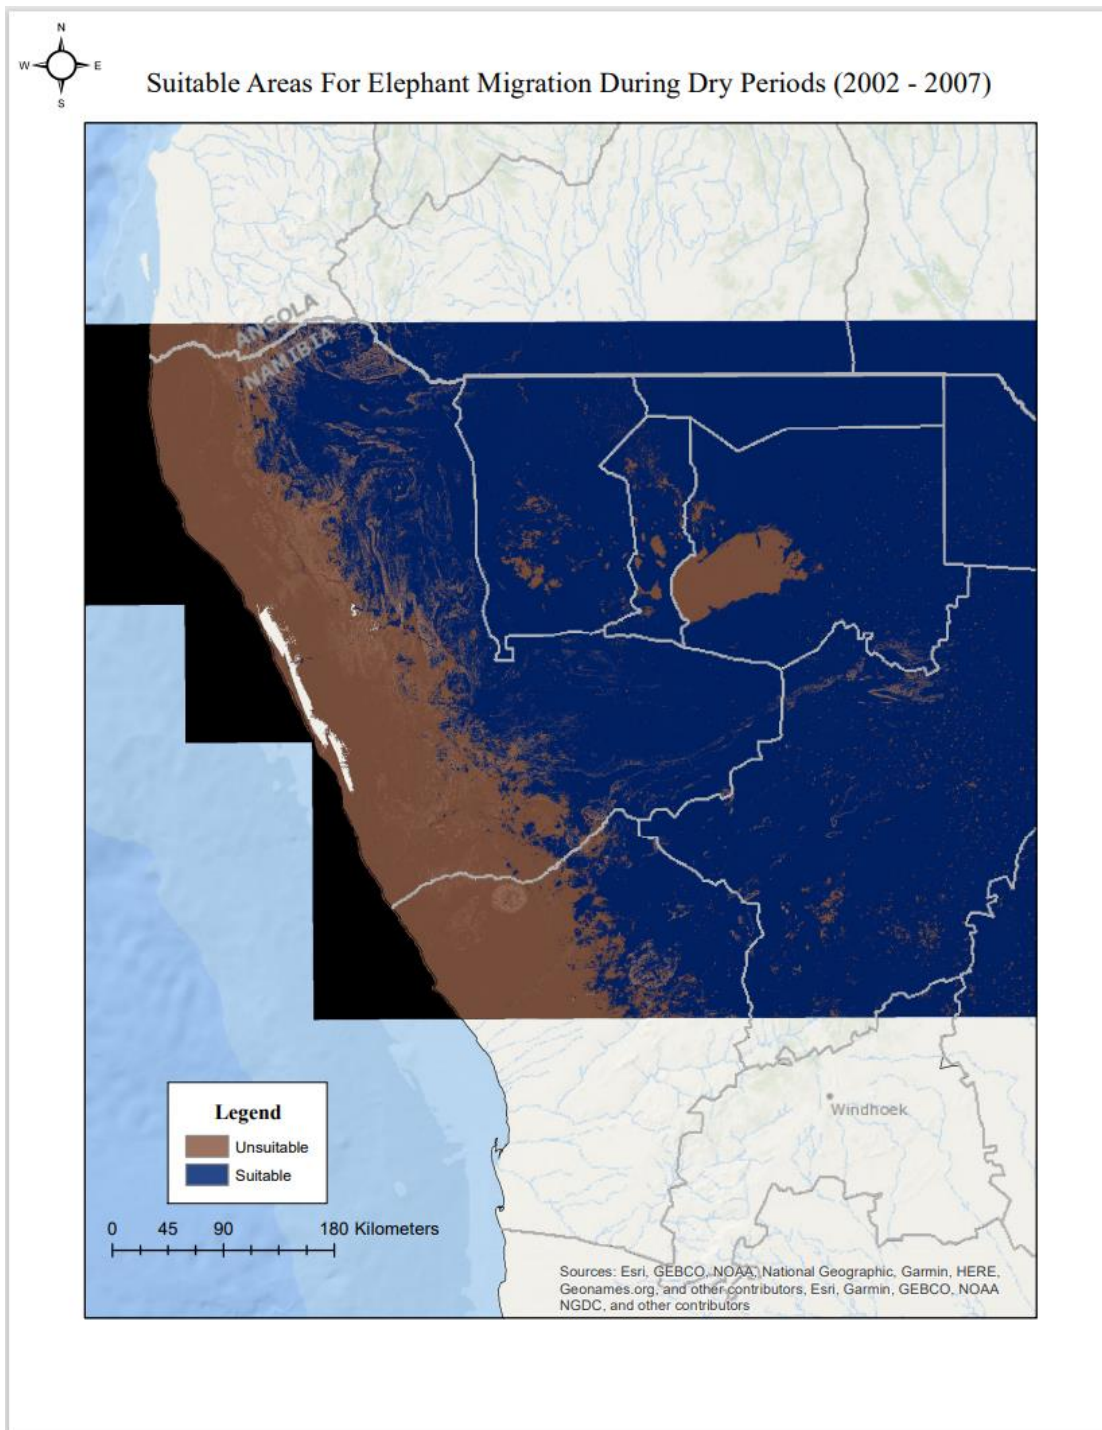 N
W E
S
Suitable Areas For Elephant Migration During Dry Periods (2002 - 2007)
ANGOLA
NAMIBIA
Windhoek
Legend
Unsuitable
Suitable
0 45 90 180 Kilometers
Sources: Esri, GEBCO, NOAA, National Geographic, Garmin, HERE,
Geonames.org, and other contributors, Esri, Garmin, GEBCO, NOAA
NGDC, and other contributors